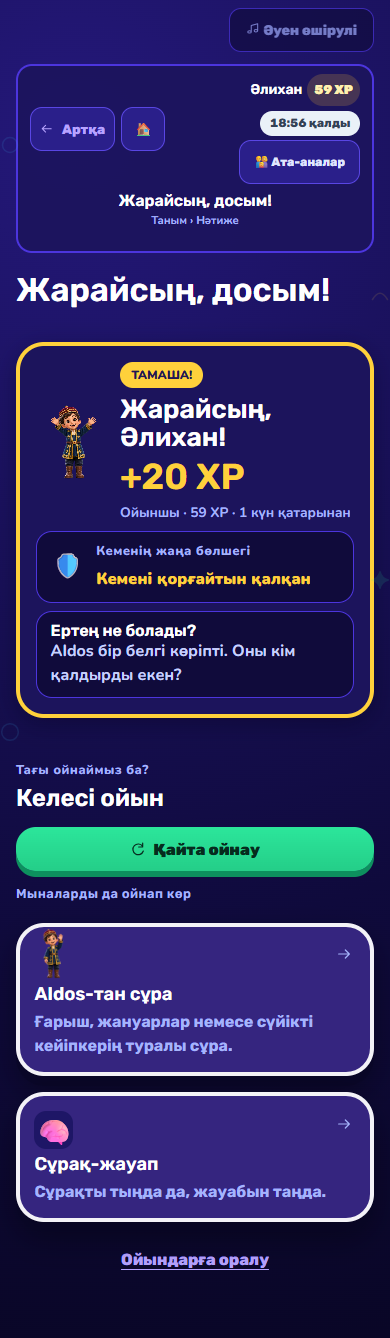 Әуен өшірулі
Әлихан 59 XP
18:56 қалды
← Артқа
Ата-аналар
Жарайсың, досым!
Таным › Нәтиже
Жарайсың, досым!
ТАМАША!
Жарайсың,
Әлихан!
+20 XP
Ойыншы · 59 XP · 1 күн қатарынан
Кеменің жаңа бөлшегі
Кемені қорғайтын қалқан
Ертең не болады?
Aldos бір белгі көріпті. Оны кім
қалдырды екен?
Тағы ойнаймыз ба?
Келесі ойын
Қайта ойнау
Мыналарды да ойнап көр
Aldos-тан сұра
Ғарыш, жануарлар немесе сүйікті
кейіпкерің туралы сұра.
Сұрақ-жауап
Сұрақты тыңда да, жауабын таңда.
Ойындарға оралу